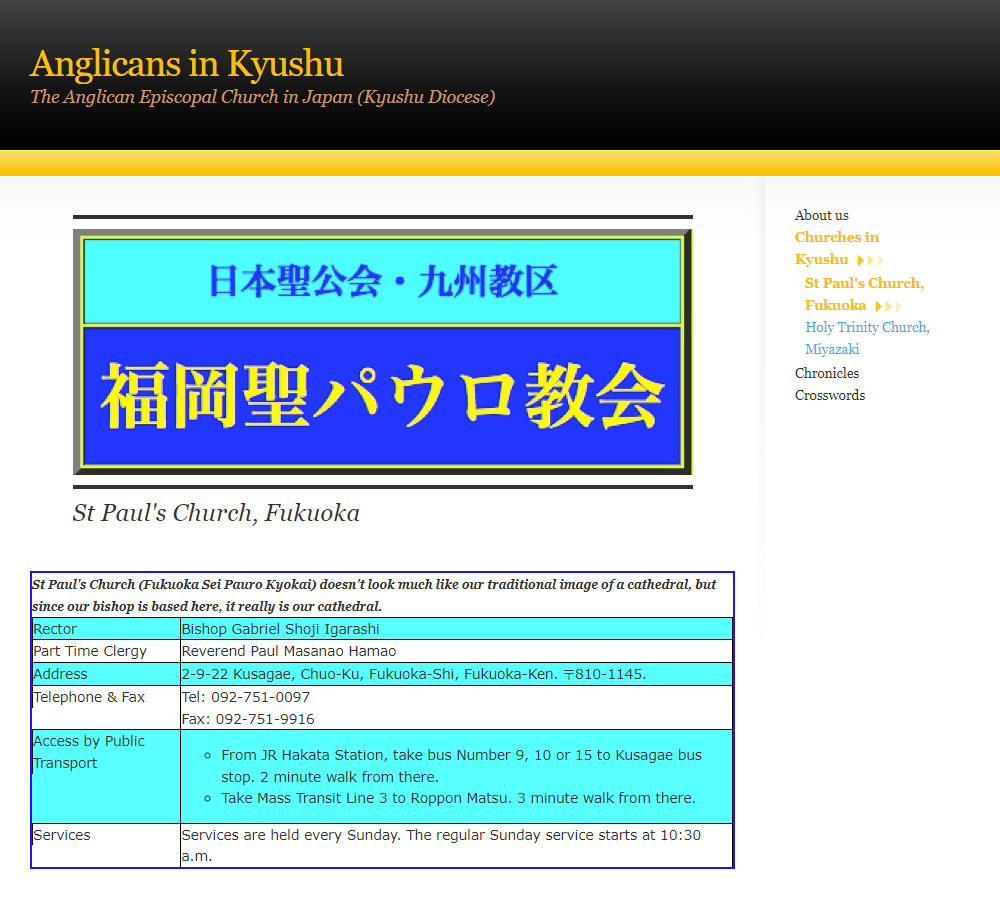 Anglicans in Kyushu
The Anglican Episcopal Church in Japan (Kyushu Diocese)
日本聖公会・九州教区
福岡聖パウロ教会
St Paul's Church, Fukuoka
St Paul's Church (Fukuoka Sei Pauro Kyokai) doesn't look much like our traditional image of a cathedral, but
since our bishop is based here, it really is our cathedral.
Rector Bishop Gabriel Shoji Igarashi
Part Time Clergy Reverend Paul Masanao Hamao
Address 2-9-22 Kusagae, Chuo-Ku, Fukuoka-Shi, Fukuoka-Ken. 〒810-1145.
Telephone & Fax Tel: 092-751-0097
Fax: 092-751-9916
Access by Public
Transport
From JR Hakata Station, take bus Number 9, 10 or 15 to Kusagae bus
stop. 2 minute walk from there.
Take Mass Transit Line 3 to Roppon Matsu. 3 minute walk from there.
Services Services are held every Sunday. The regular Sunday service starts at 10:30
a.m.
About us
Churches in
Kyushu
St Paul's Church,
Fukuoka
Holy Trinity Church,
Miyazaki
Chronicles
Crosswords